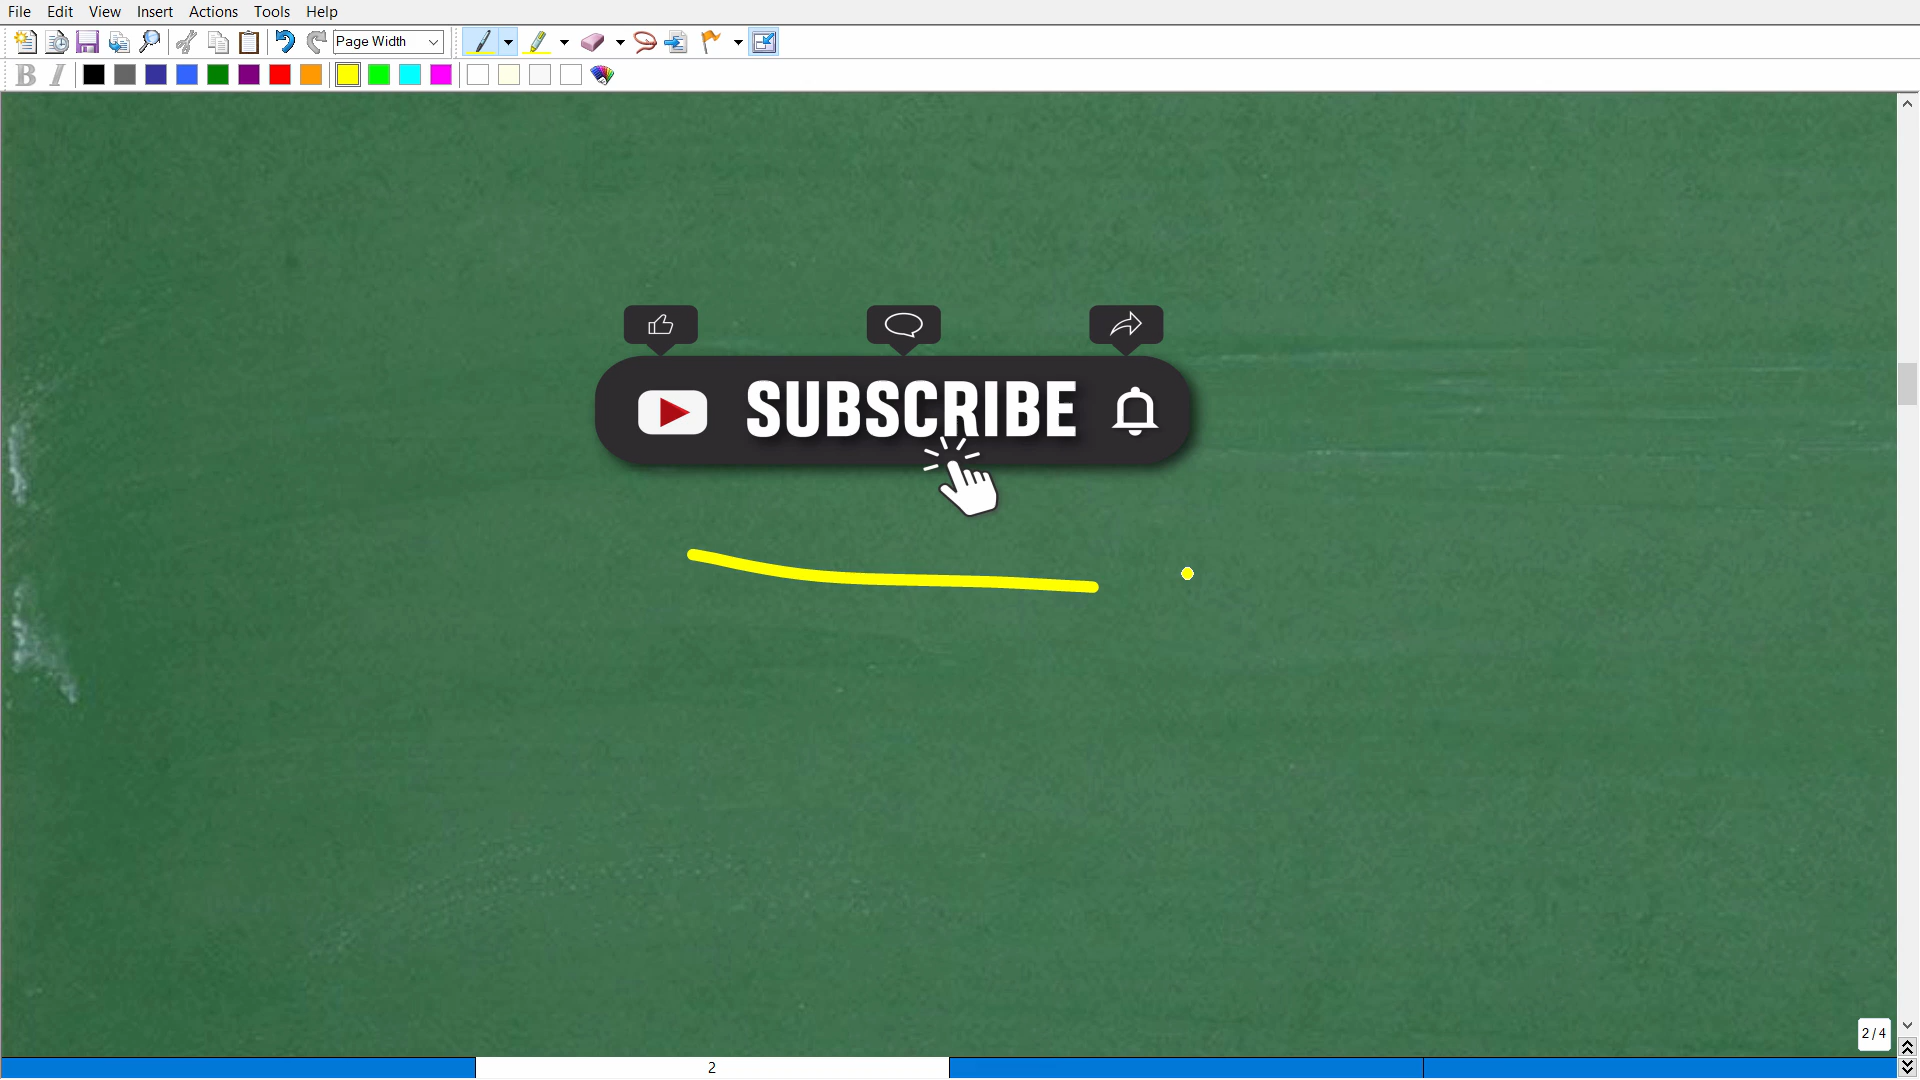 File Edit View Insert Actions Tools Help
Page Width
B I
SUBSCRIBE
2 / 4
2